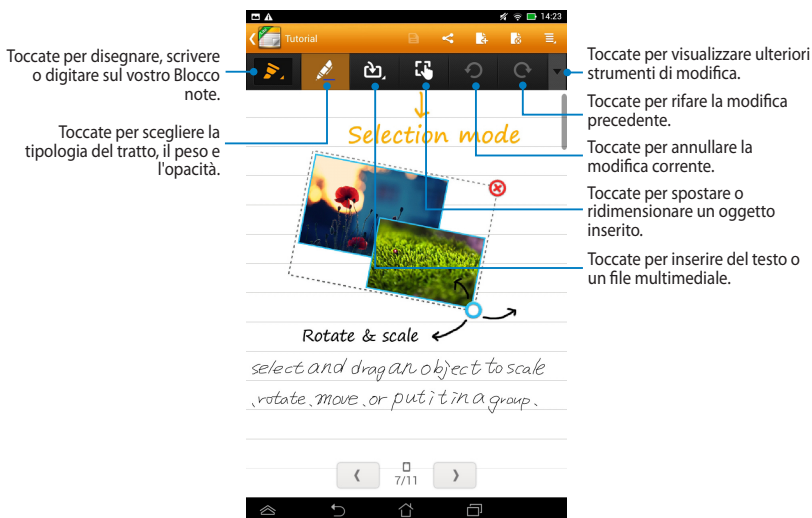 14:23
Tutorial
Toccate per disegnare, scrivere
o digitare sul vostro Blocco
note.
Toccate per scegliere la
tipologia del tratto, il peso e
l'opacità.
Toccate per visualizzare ulteriori
strumenti di modifica.
Toccate per rifare la modifica
precedente.
Toccate per annullare la
modifica corrente.
Toccate per spostare o
ridimensionare un oggetto
inserito.
Toccate per inserire del testo o
un file multimediale.
Selection mode
Rotate & scale
select and drag an object to scale
, rotate, move, or put it in a group.
7/11